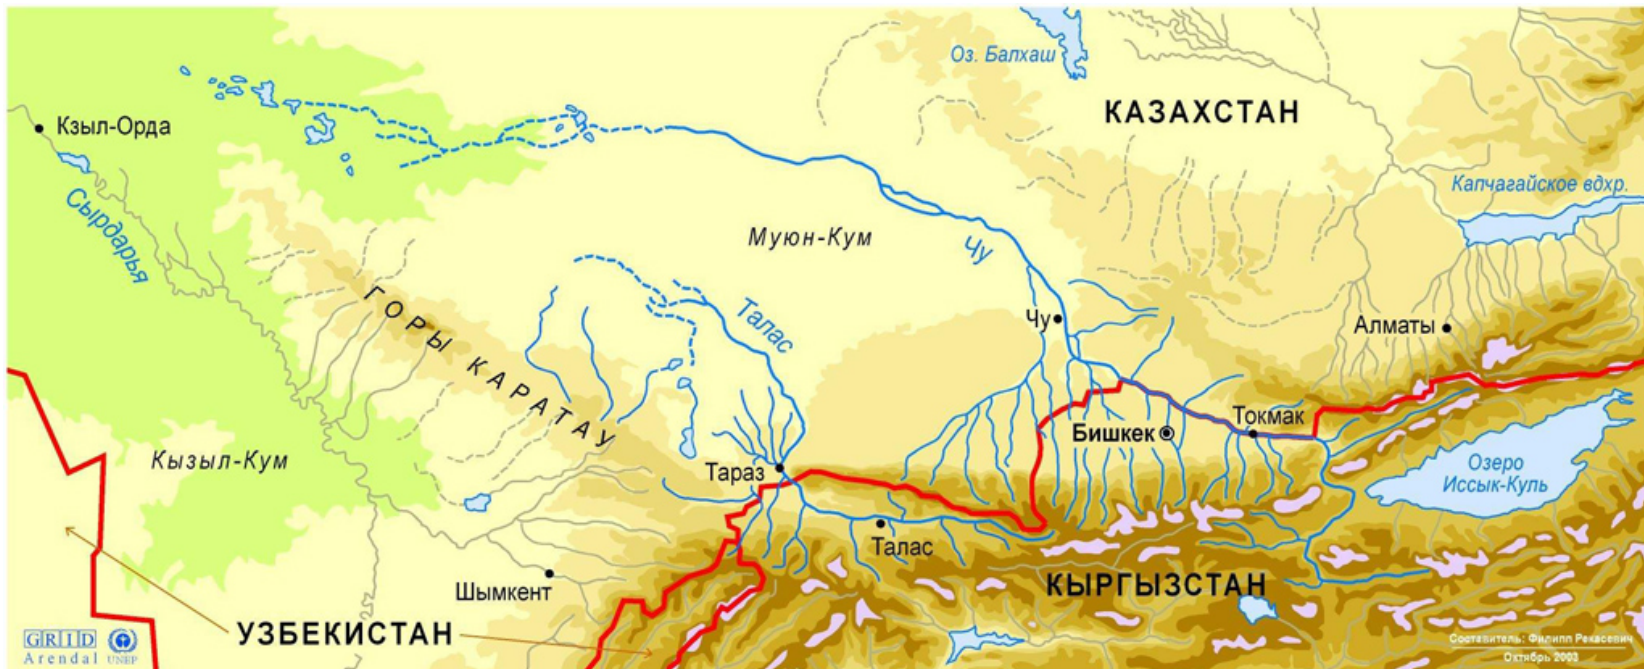 Оз. Балхаш
КАЗАХСТАН
Кзыл-Орда
Капчагайское вдхр.
Сырдарья
Муюн-Кум
Чу
ГОРЫ КАРАТАУ
Талас
Чу
Алматы
Токмак
Бишкек
Кызыл-Кум
Тараз
Озеро
Иссык-Куль
Талас
Шымкент
КЫРГЫЗСТАН
УЗБЕКИСТАН
GRID
Arendal UNEP
Составитель: Филипп Рекасевич
Октябрь 2003